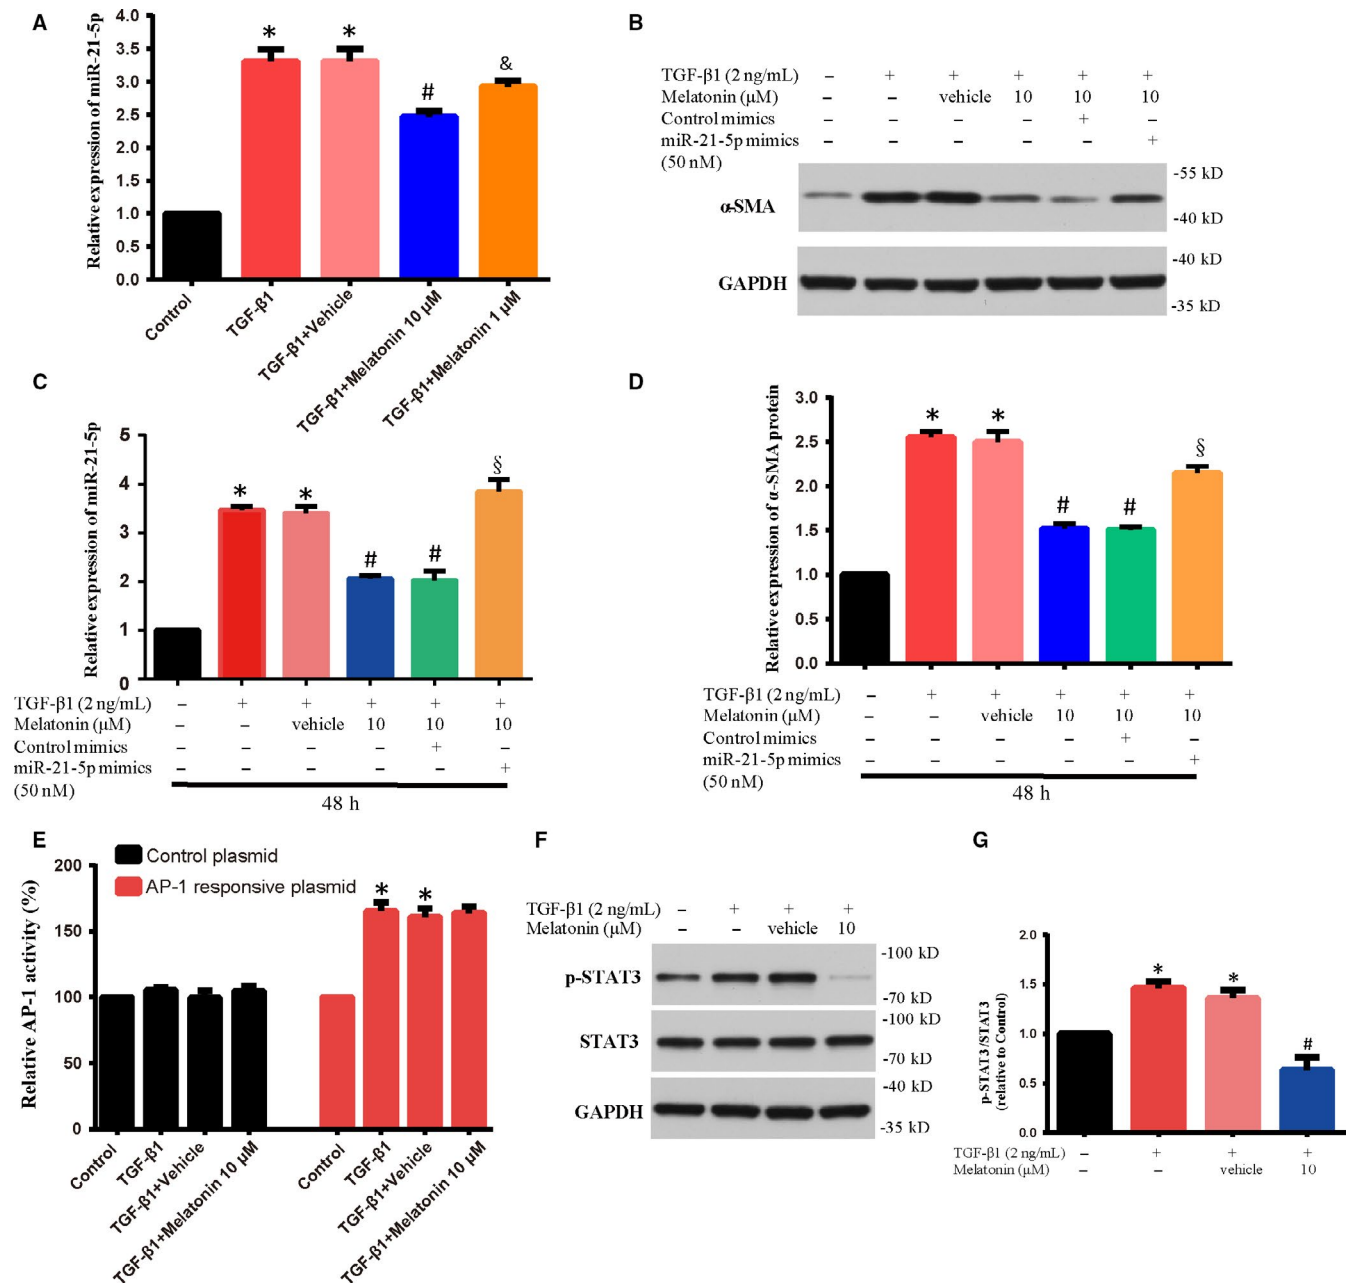 A
Relative expression of miR-21-5p
4.0
3.5
3.0
2.5
2.0
1.5
1.0
0.5
0.0
* * # &
Control
TGF-β1
TGF-β1+Vehicle
TGF-β1+Melatonin 10 μM
TGF-β1+Melatonin 1 μM
B
TGF-β1 (2 ng/mL) – + + + + +
Melatonin (μM) – – vehicle 10 10 10
Control mimics – – – – + –
miR-21-5p mimics – – – – – +
(50 nM)
-55 kD
α-SMA
-40 kD
-40 kD
GAPDH
-35 kD
C
Relative expression of miR-21-5p
5
4
3
2
1
0
* * # # §
TGF-β1 (2 ng/mL) – + + + + +
Melatonin (μM) – – vehicle 10 10 10
Control mimics – – – – + –
miR-21-5p mimics – – – – – +
(50 nM)
48 h
D
Relative expression of α-SMA protein
3.0
2.5
2.0
1.5
1.0
0.5
0.0
* * # # §
TGF-β1 (2 ng/mL) – + + + + +
Melatonin (μM) – – vehicle 10 10 10
Control mimics – – – – + –
miR-21-5p mimics – – – – – +
(50 nM)
48 h
E
Relative AP-1 activity (%)
200
150
100
50
0
Control plasmid
AP-1 responsive plasmid
* *
Control
TGF-β1
TGF-β1+Vehicle
TGF-β1+Melatonin 10 μM
Control
TGF-β1
TGF-β1+Vehicle
TGF-β1+Melatonin 10 μM
F
TGF-β1 (2 ng/mL) – + + +
Melatonin (μM) – – vehicle 10
-100 kD
p-STAT3
-70 kD
-100 kD
STAT3
-70 kD
-40 kD
GAPDH
-35 kD
G
p-STAT3/STAT3
(relative to Control)
2.0
1.5
1.0
0.5
0.0
* * #
TGF-β1 (2 ng/mL) – + + +
Melatonin (μM) – – vehicle 10